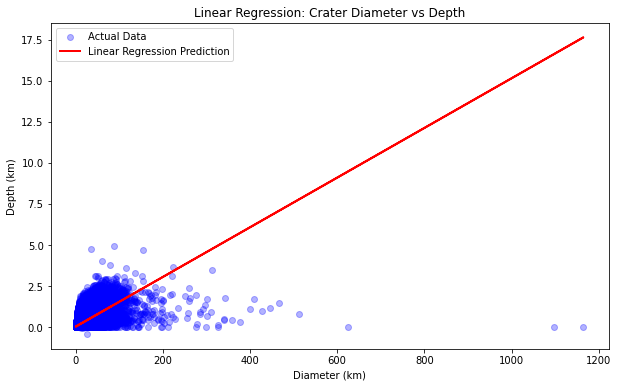 Linear Regression: Crater Diameter vs Depth
Actual Data
Linear Regression Prediction
17.5
15.0
12.5
10.0
7.5
5.0
2.5
0.0
Depth (km)
0 200 400 600 800 1000 1200
Diameter (km)